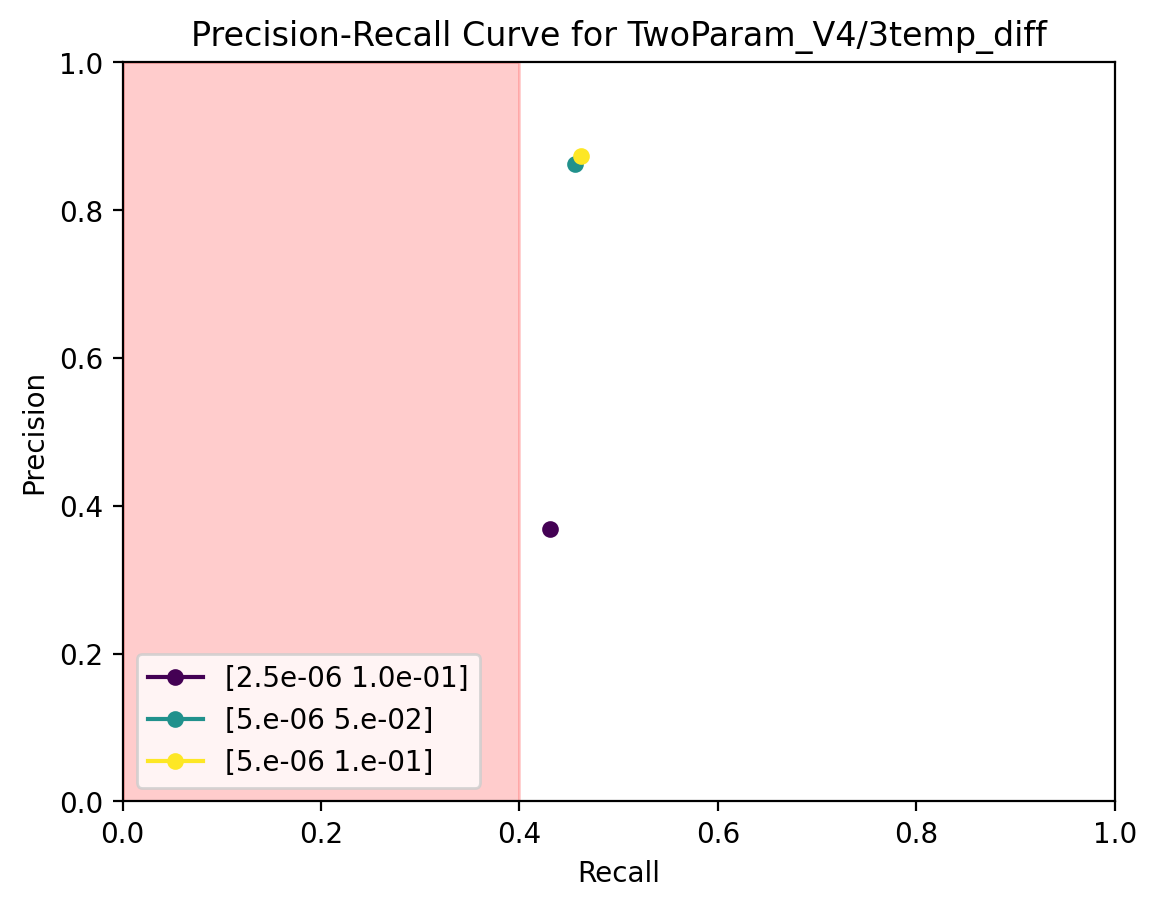 Precision-Recall Curve for TwoParam_V4/3temp_diff
1.0
0.8
0.6
0.4
0.2
0.0
Precision
[2.5e-06 1.0e-01]
[5.e-06 5.e-02]
[5.e-06 1.e-01]
0.0 0.2 0.4 0.6 0.8 1.0
Recall